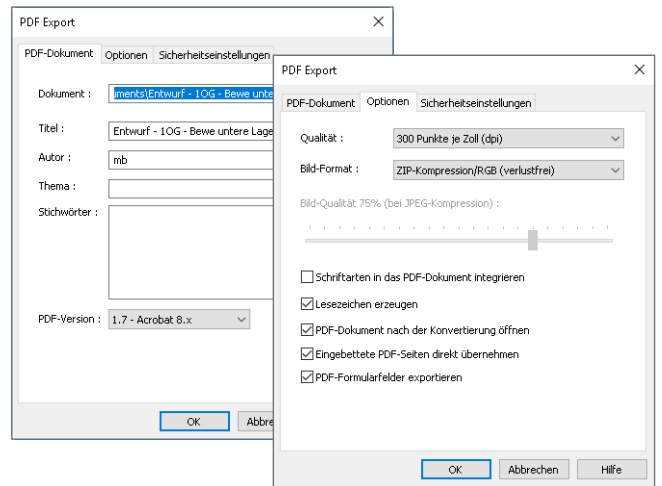 PDF Export
PDF-Dokument Optionen Sicherheitseinstellungen
Dokument : uments\Entwurf - 1OG - Bewe unte
Titel : Entwurf - 1OG - Bewe untere Lage
Autor : mb
Thema :
Stichwörter :
PDF-Version : 1.7 - Acrobat 8.x
OK Abbre
PDF Export
PDF-Dokument Optionen Sicherheitseinstellungen
Qualität : 300 Punkte je Zoll (dpi)
Bild-Format : ZIP-Kompression/RGB (verlustfrei)
Bild-Qualität 75% (bei JPEG-Kompression) :
Schriftarten in das PDF-Dokument integrieren
Lesezeichen erzeugen
PDF-Dokument nach der Konvertierung öffnen
Eingebettete PDF-Seiten direkt übernehmen
PDF-Formularfelder exportieren
OK Abbrechen Hilfe